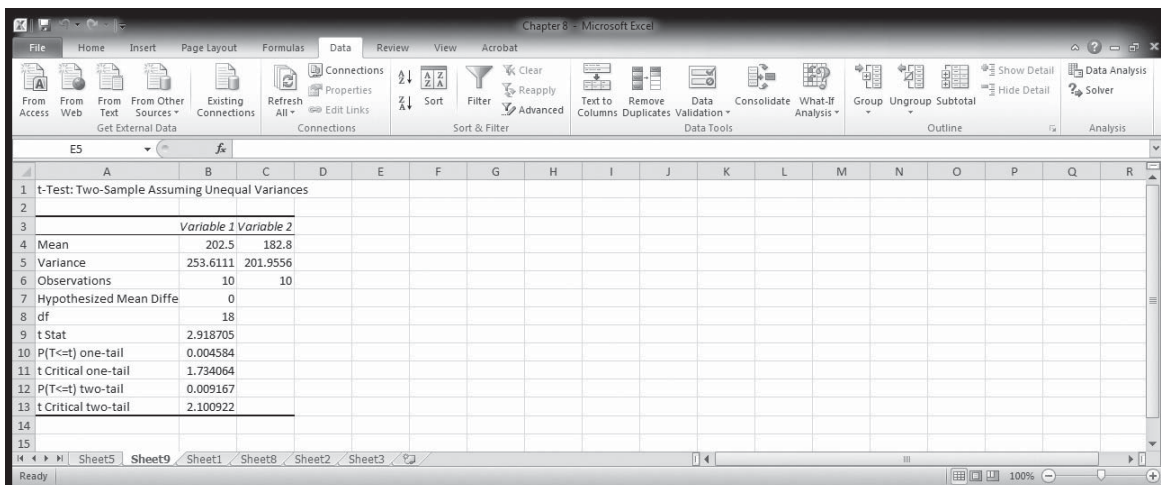 Chapter 8 - Microsoft Excel
File Home Insert Page Layout Formulas Data Review View Acrobat
From Access
From Web
From Text
From Other Sources
Existing Connections
Get External Data
Refresh All
Connections
Properties
Edit Links
Connections
Sort
Filter
Clear
Reapply
Advanced
Sort & Filter
Text to Columns
Remove Duplicates
Data Validation
Consolidate
What-If Analysis
Data Tools
Group
Ungroup
Subtotal
Show Detail
Hide Detail
Outline
Data Analysis
Solver
Analysis
E5 fx
A B C D E F G H I J K L M N O P Q R
1 t-Test: Two-Sample Assuming Unequal Variances
2
3 Variable 1 Variable 2
4 Mean 202.5 182.8
5 Variance 253.6111 201.9556
6 Observations 10 10
7 Hypothesized Mean Diffe 0
8 df 18
9 t Stat 2.918705
10 P(T<=t) one-tail 0.004584
11 t Critical one-tail 1.734064
12 P(T<=t) two-tail 0.009167
13 t Critical two-tail 2.100922
14
15
Sheet5 Sheet9 Sheet1 Sheet8 Sheet2 Sheet3
Ready 100%